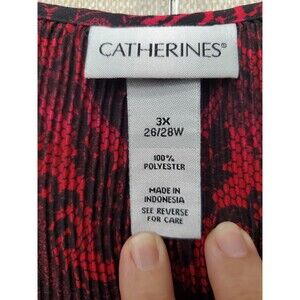 CATHERINES®
3X
26/28W
100%
POLYESTER
MADE IN
INDONESIA
SEE REVERSE
FOR CARE